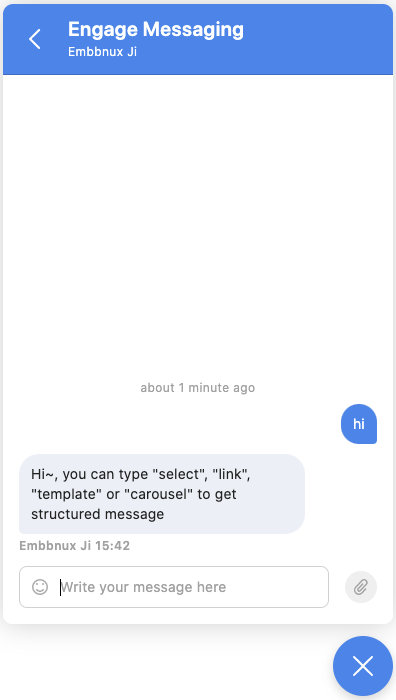 Engage Messaging
Embbnux Ji
about 1 minute ago
hi
Hi~, you can type "select", "link",
"template" or "carousel" to get
structured message
Embbnux Ji 15:42
Write your message here